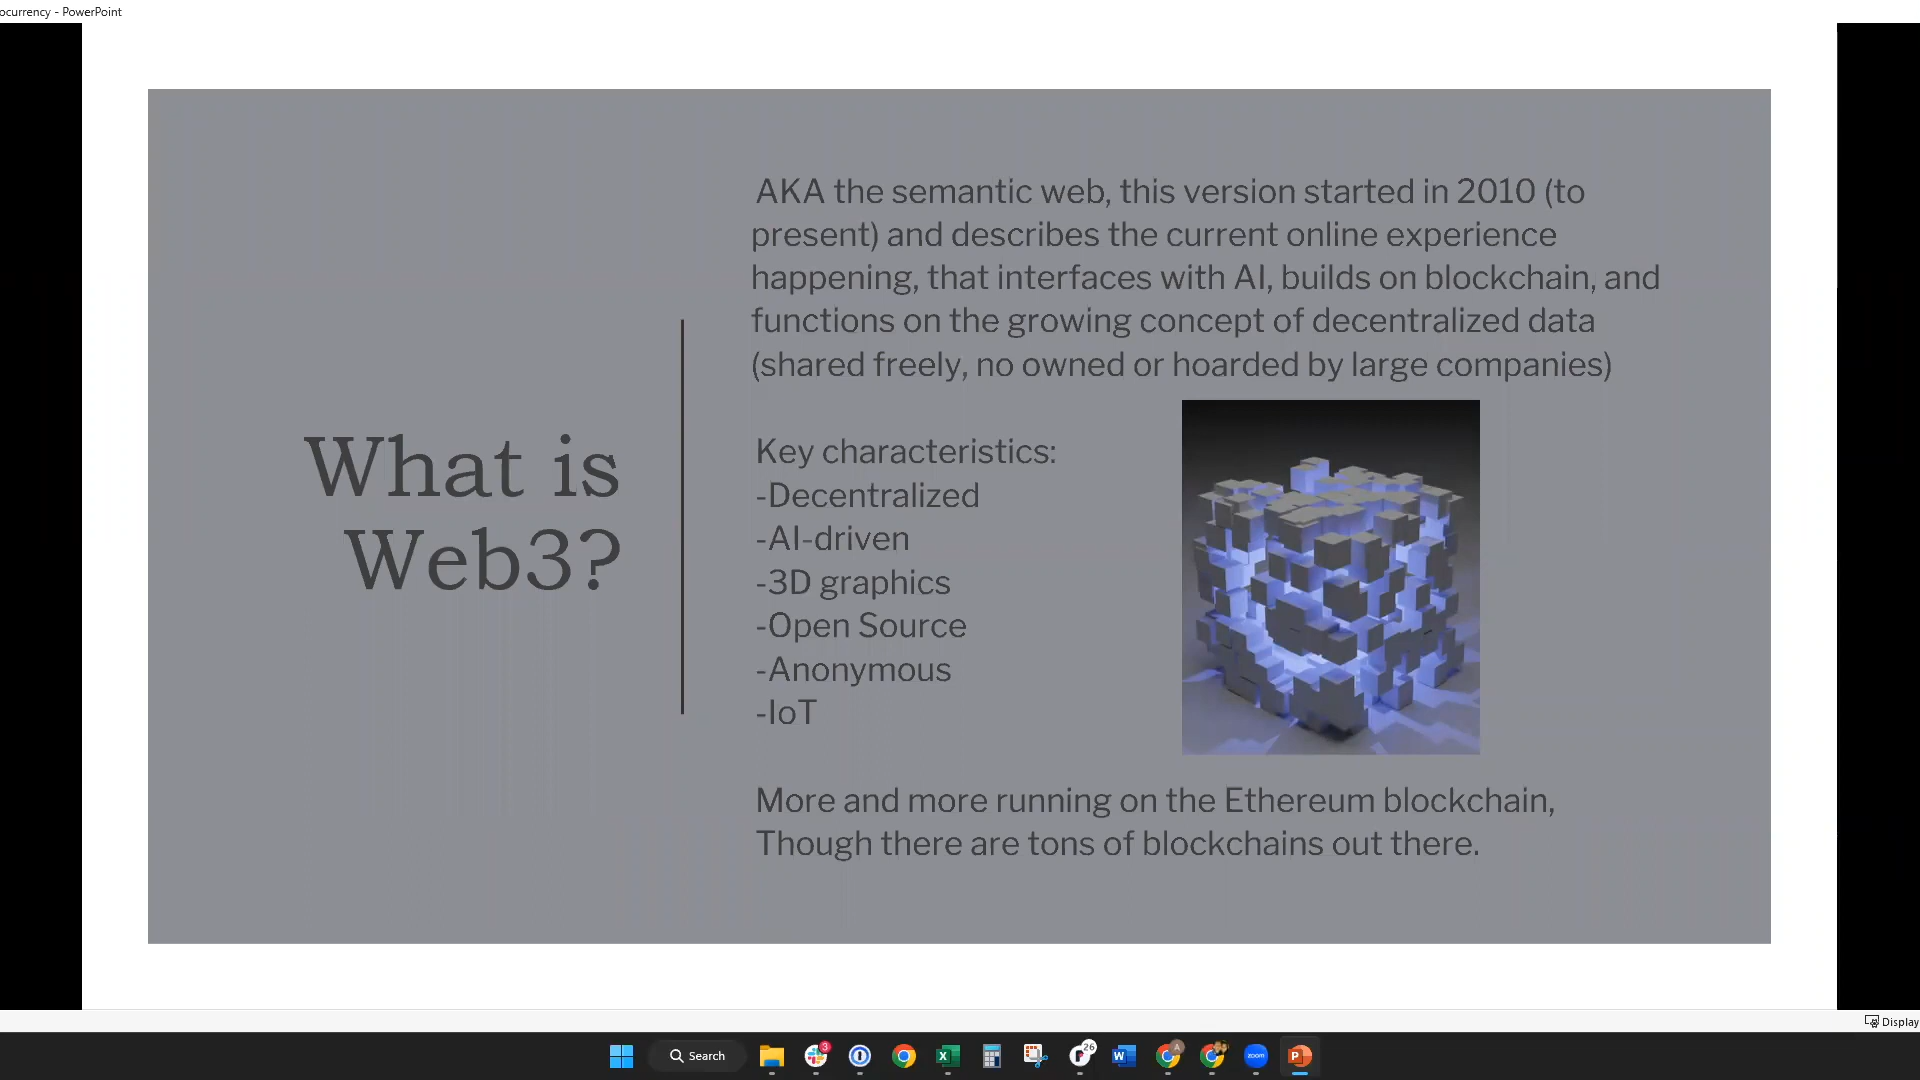 ocurrency - PowerPoint
What is
Web3?
AKA the semantic web, this version started in 2010 (to
present) and describes the current online experience
happening, that interfaces with AI, builds on blockchain, and
functions on the growing concept of decentralized data
(shared freely, no owned or hoarded by large companies)
Key characteristics:
-Decentralized
-AI-driven
-3D graphics
-Open Source
-Anonymous
-IoT
More and more running on the Ethereum blockchain,
Though there are tons of blockchains out there.
Display
Search
3
26
A
zoom